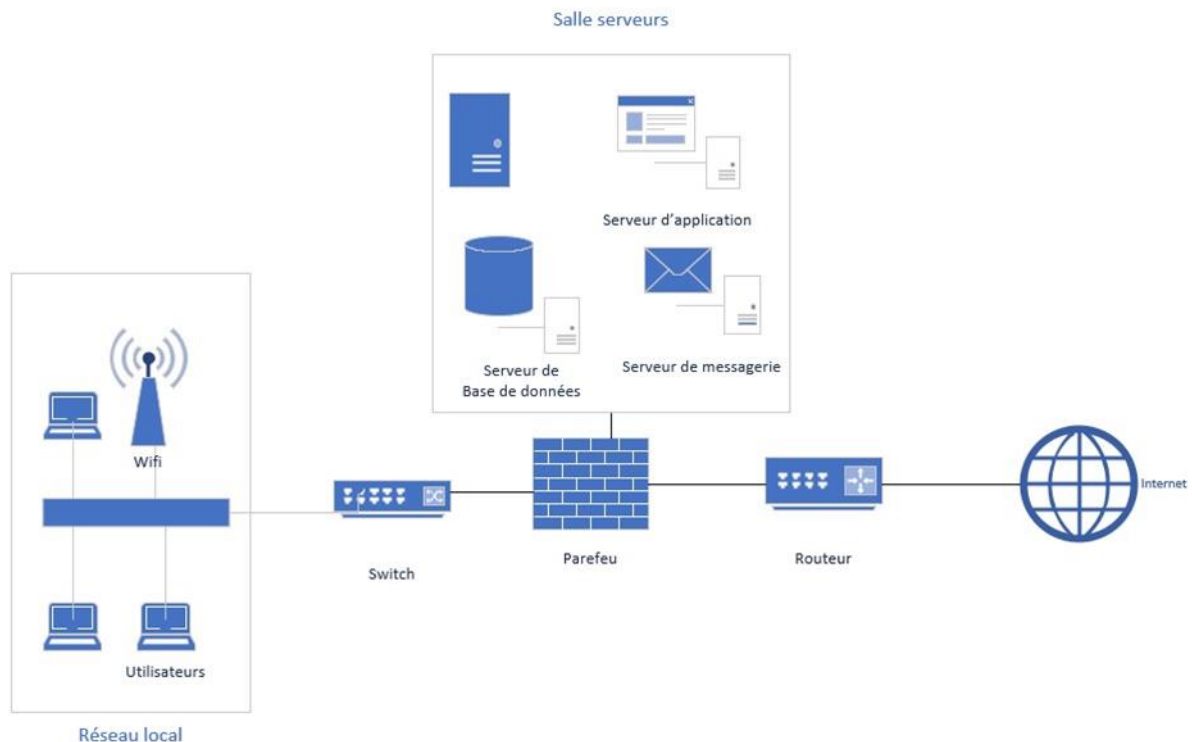 Salle serveurs
Serveur d'application
Serveur de
Base de données
Serveur de messagerie
Wifi
Internet
Switch
Parefeu
Routeur
Utilisateurs
Réseau local